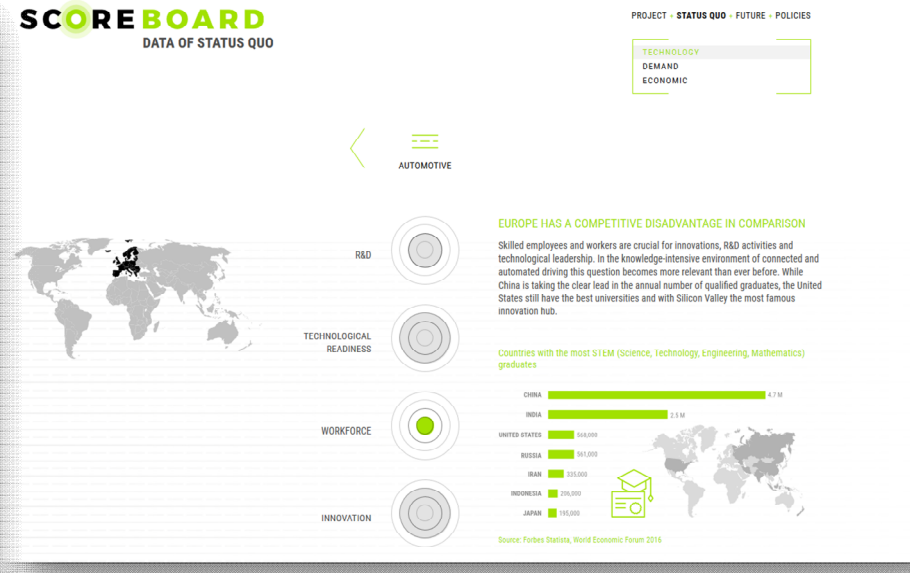 SCOREBOARD
DATA OF STATUS QUO
PROJECT STATUS QUO FUTURE POLICIES
TECHNOLOGY
DEMAND
ECONOMIC
AUTOMOTIVE
R&D
TECHNOLOGICAL
READINESS
WORKFORCE
INNOVATION
EUROPE HAS A COMPETITIVE DISADVANTAGE IN COMPARISON
Skilled employees and workers are crucial for innovations, R&D activities and
technological leadership. In the knowledge-intensive environment of connected and
automated driving this question becomes more relevant than ever before. While
China is taking the clear lead in the annual number of qualified graduates, the United
States still have the best universities and with Silicon Valley the most famous
innovation hub.
Countries with the most STEM (Science, Technology, Engineering, Mathematics)
graduates
CHINA 4.7 M
INDIA 2.5 M
UNITED STATES 568,000
RUSSIA 561,000
IRAN 335,000
INDONESIA 206,000
JAPAN 195,000
Source: Forbes Statista, World Economic Forum 2016